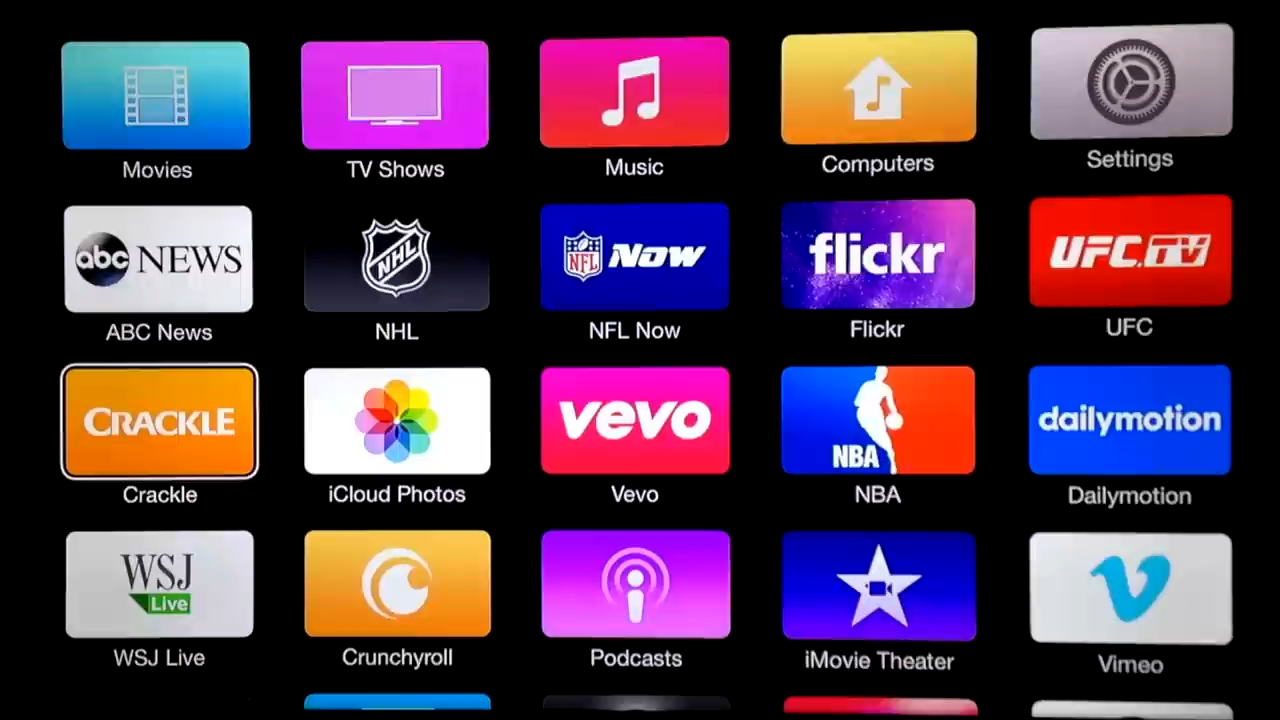 Movies
TV Shows
Music
Computers
Settings
abc NEWS
NHL
NFL Now
flickr
UFC TV
ABC News
NHL
NFL Now
Flickr
UFC
CRACKLE
vevo
NBA
dailymotion
Crackle
iCloud Photos
Vevo
NBA
Dailymotion
WSJ
Live
WSJ Live
Crunchyroll
Podcasts
iMovie Theater
Vimeo